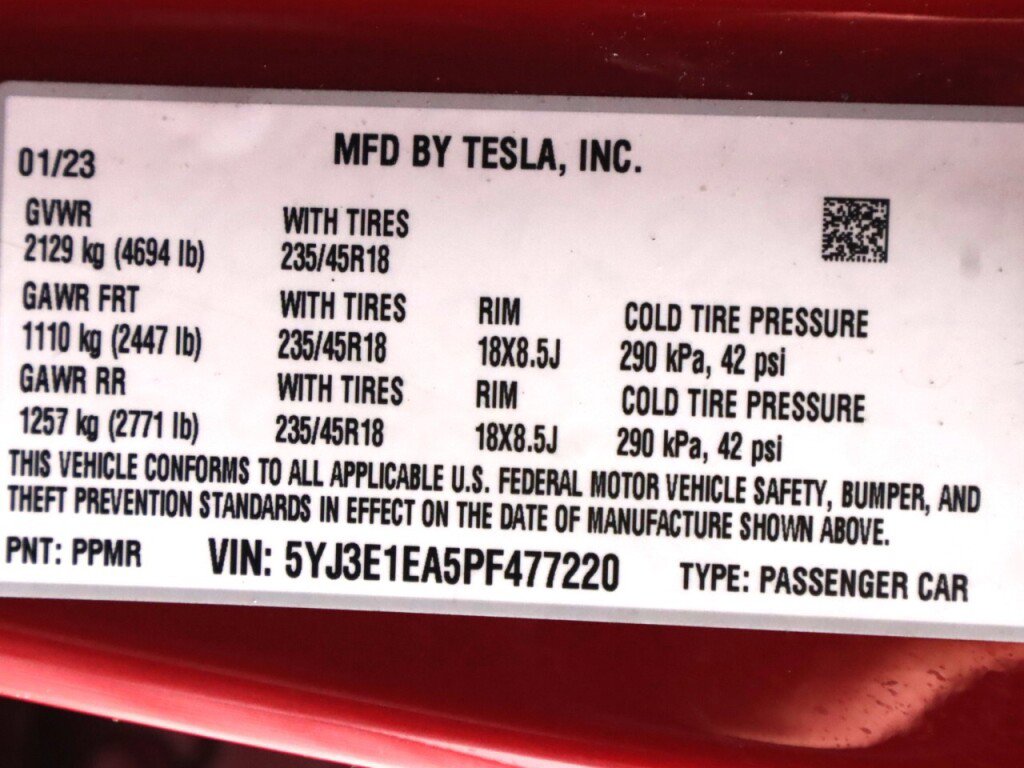 01/23 MFD BY TESLA, INC.
GVWR WITH TIRES
2129 kg (4694 lb) 235/45R18
GAWR FRT WITH TIRES RIM COLD TIRE PRESSURE
1110 kg (2447 lb) 235/45R18 18X8.5J 290 kPa, 42 psi
GAWR RR WITH TIRES RIM COLD TIRE PRESSURE
1257 kg (2771 lb) 235/45R18 18X8.5J 290 kPa, 42 psi
THIS VEHICLE CONFORMS TO ALL APPLICABLE U.S. FEDERAL MOTOR VEHICLE SAFETY, BUMPER, AND
THEFT PREVENTION STANDARDS IN EFFECT ON THE DATE OF MANUFACTURE SHOWN ABOVE.
PNT: PPMR VIN: 5YJ3E1EA5PF477220 TYPE: PASSENGER CAR